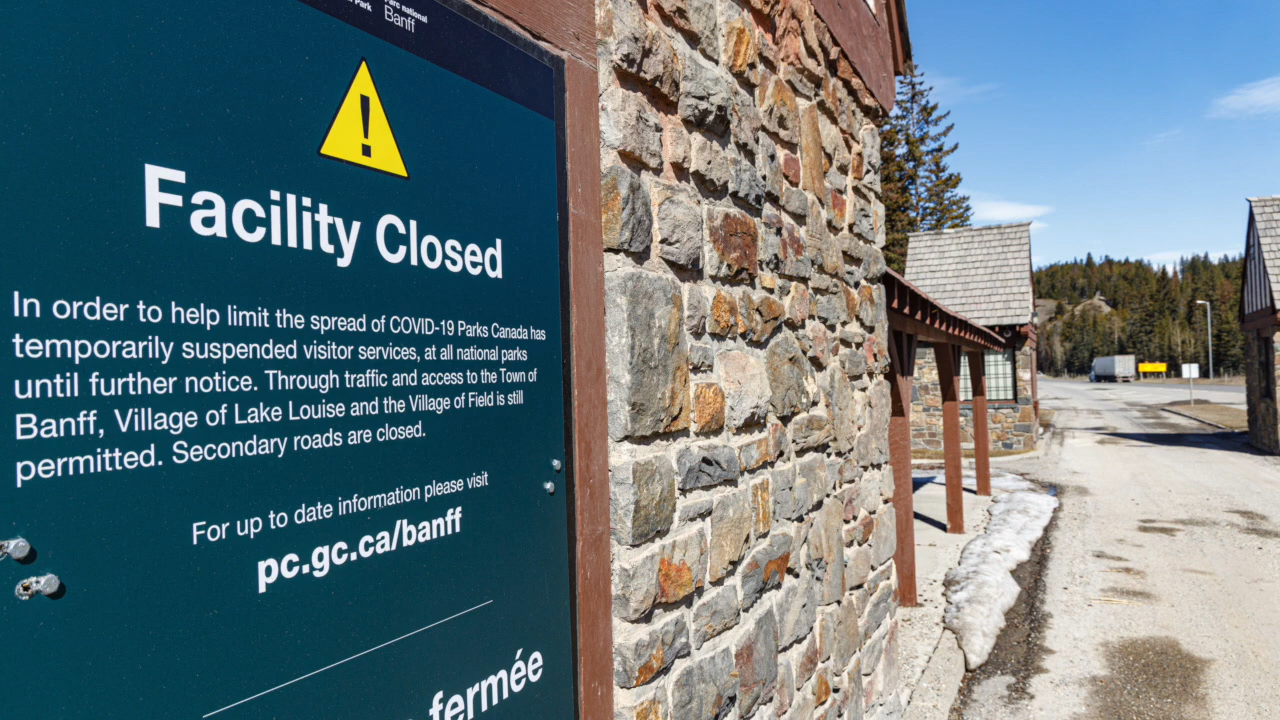 Park
Parc national
Banff
Facility Closed
In order to help limit the spread of COVID-19 Parks Canada has
temporarily suspended visitor services, at all national parks
until further notice. Through traffic and access to the Town of
Banff, Village of Lake Louise and the Village of Field is still
permitted. Secondary roads are closed.
For up to date information please visit
pc.gc.ca/banff
fermée